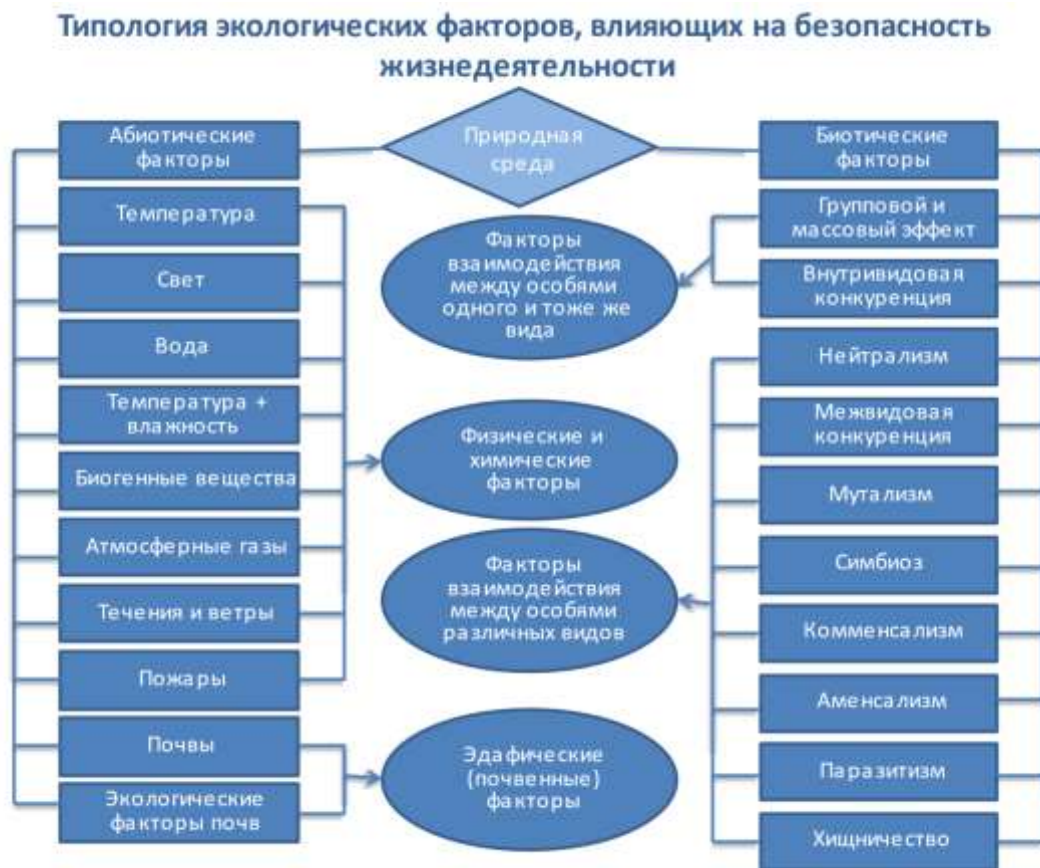 Типология экологических факторов, влияющих на безопасность
жизнедеятельности
Абиотические
факторы
Природная
среда
Биотические
факторы
Температура
Свет
Вода
Температура +
влажность
Биогенные вещества
Атмосферные газы
Течения и ветры
Пожары
Почвы
Экологические
факторы почв
Факторы
взаимодействия
между особями
одного и тоже же
вида
Физические и
химические
факторы
Факторы
взаимодействия
между особями
различных видов
Эдафические
(почвенные)
факторы
Групповой и
массовый эффект
Внутривидовая
конкуренция
Нейтрализм
Межвидовая
конкуренция
Мутализм
Симбиоз
Комменсализм
Аменсализм
Паразитизм
Хищничество